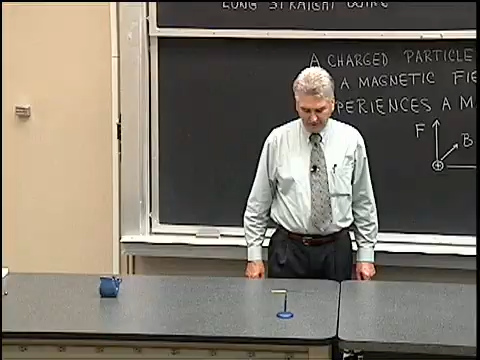 LONG STRAIGHT WIRE
A CHARGED PARTICLE
A MAGNETIC FIE
PERIENCES A M
F
B